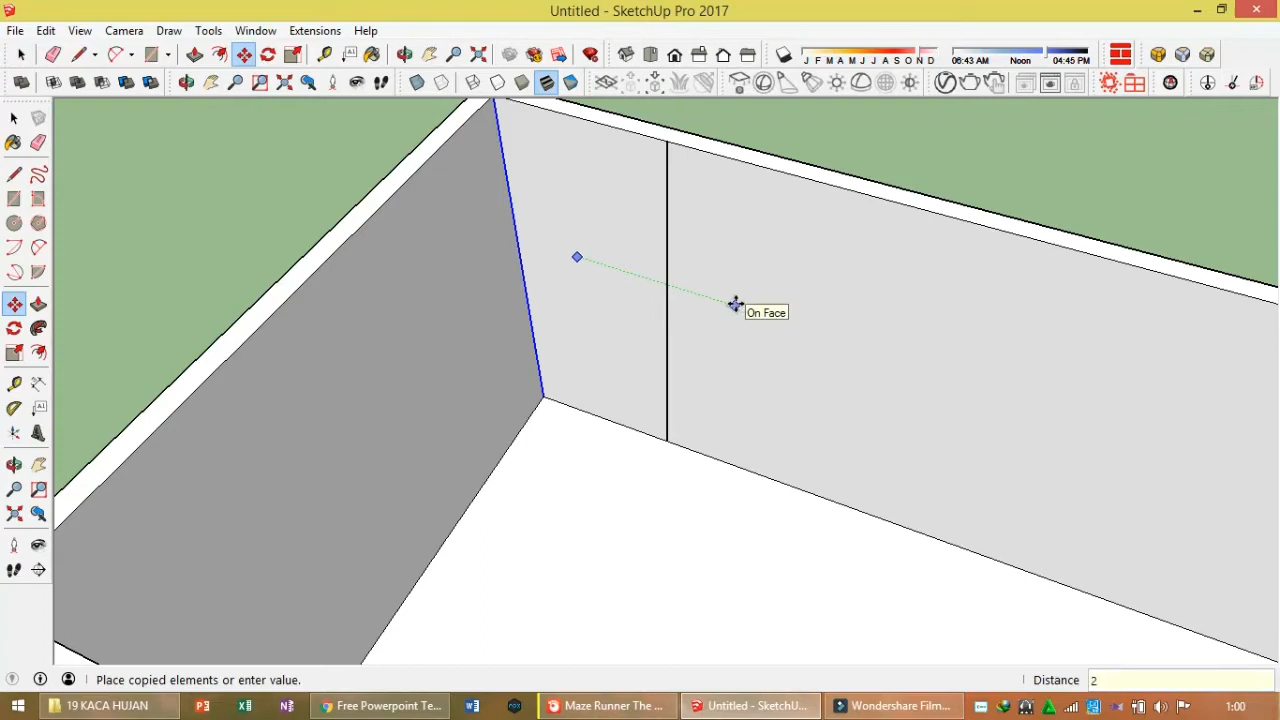 Untitled - SketchUp Pro 2017
File Edit View Camera Draw Tools Window Extensions Help
J F M A M J J A S O N D 06:43 AM Noon 04:45 PM
On Face
Place copied elements or enter value.
Distance 2
19 KACA HUJAN
Free Powerpoint Te...
Maze Runner The ...
Untitled - SketchU...
Wondershare Film...
1:00